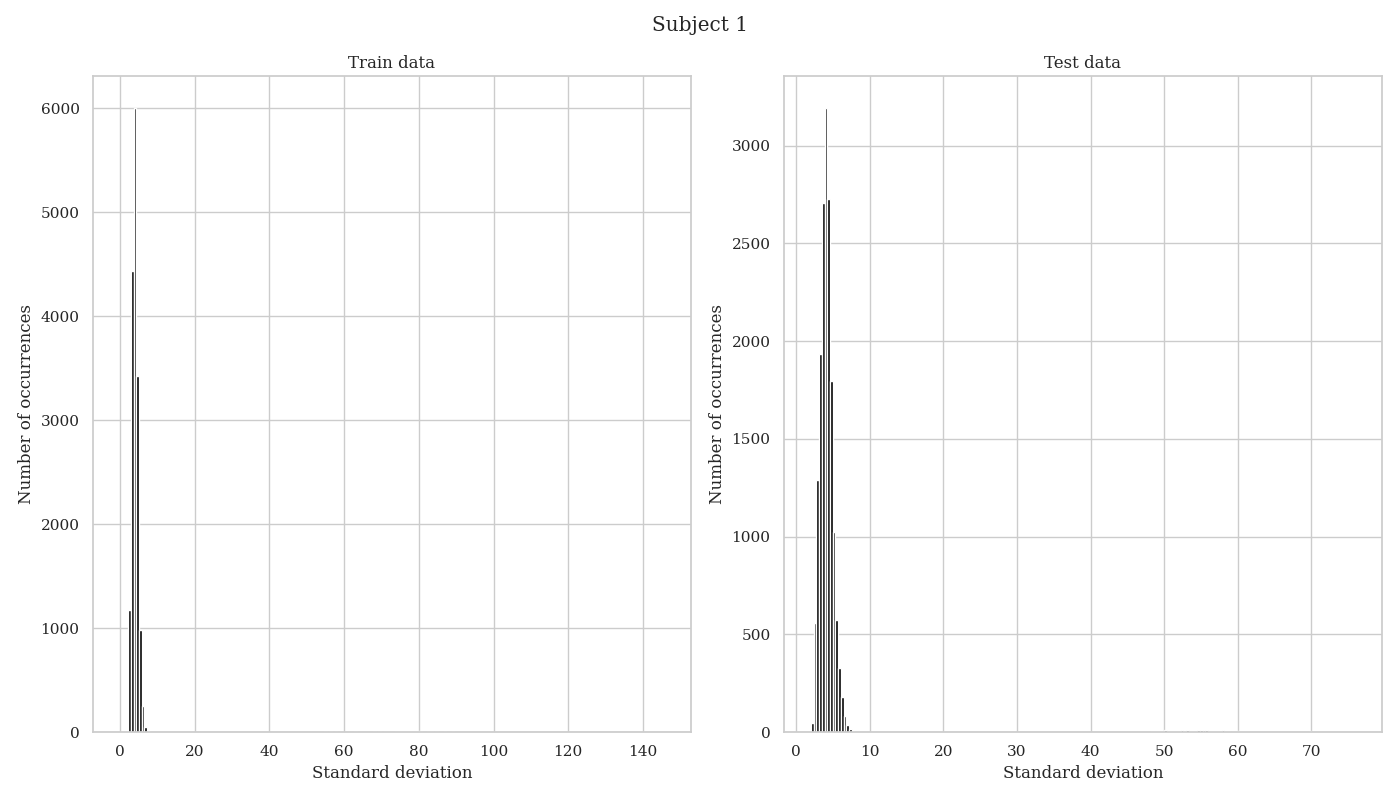 Subject 1
Train data
6000
5000
4000
3000
2000
1000
0
Number of occurrences
0 20 40 60 80 100 120 140
Standard deviation
Test data
3000
2500
2000
1500
1000
500
0
Number of occurrences
0 10 20 30 40 50 60 70
Standard deviation